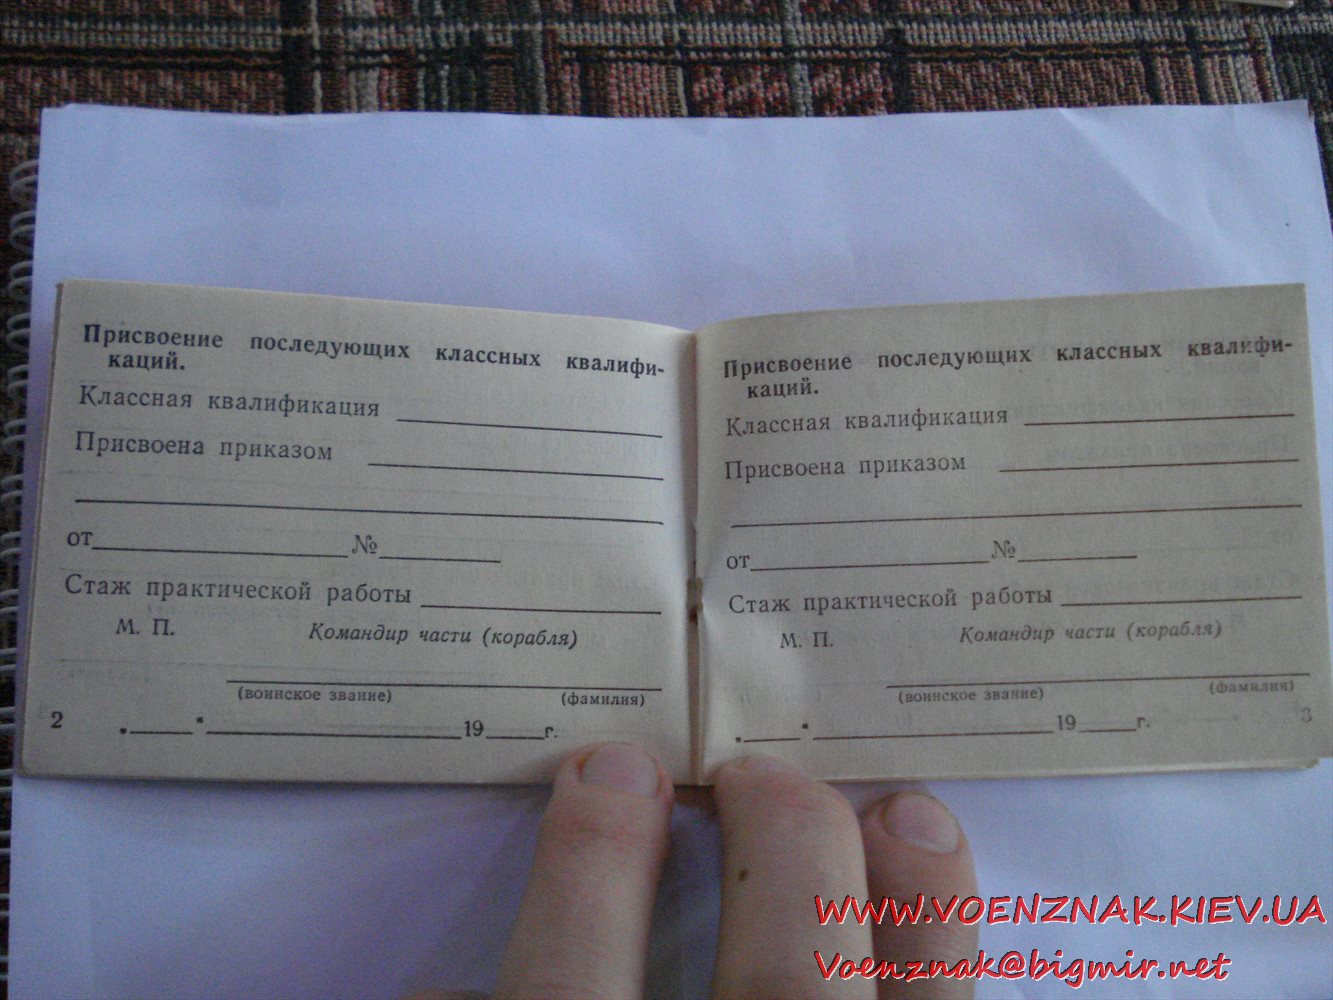 Присвоение последующих классных квалифи-
каций.
Классная квалификация
Присвоена приказом
от №
Стаж практической работы
М. П. Командир части (корабля)
(воинское звание) (фамилия)
2 „ “ 19 г.
Присвоение последующих классных квалифи-
каций.
Классная квалификация
Присвоена приказом
от №
Стаж практической работы
М. П. Командир части (корабля)
(воинское звание) (фамилия)
„ “ 19 г. 3
WWW.VOENZNAK.KIEV.UA
Voenznak@bigmir.net